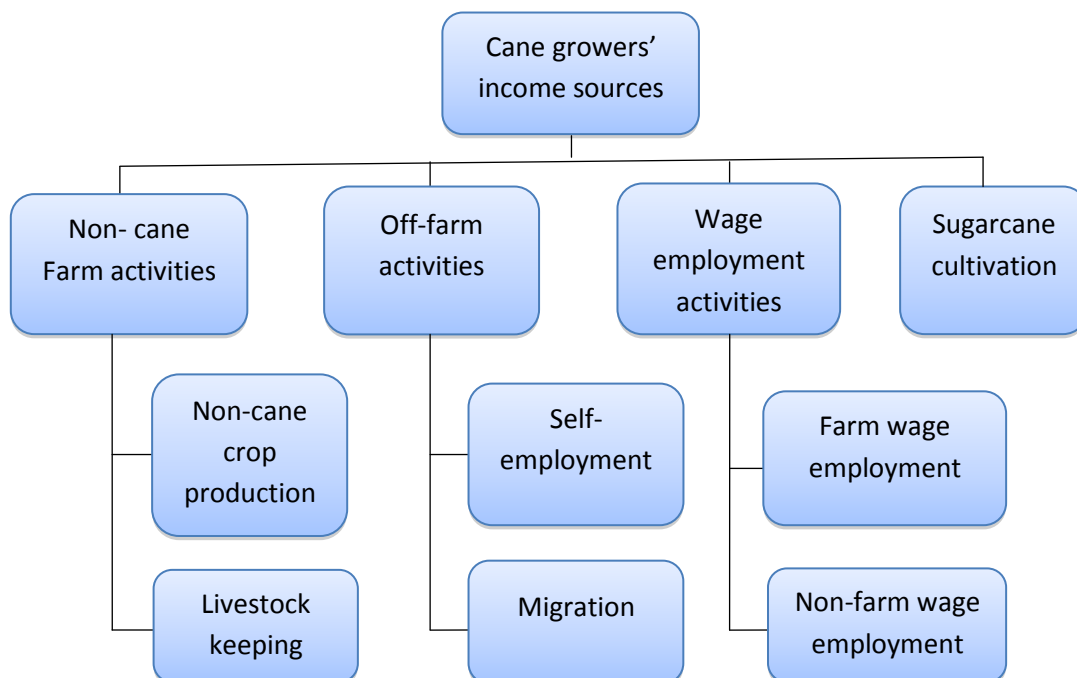 Cane growers’
income sources
Non- cane
Farm activities
Off-farm
activities
Wage
employment
activities
Sugarcane
cultivation
Non-cane
crop
production
Self-
employment
Farm wage
employment
Livestock
keeping
Migration
Non-farm wage
employment